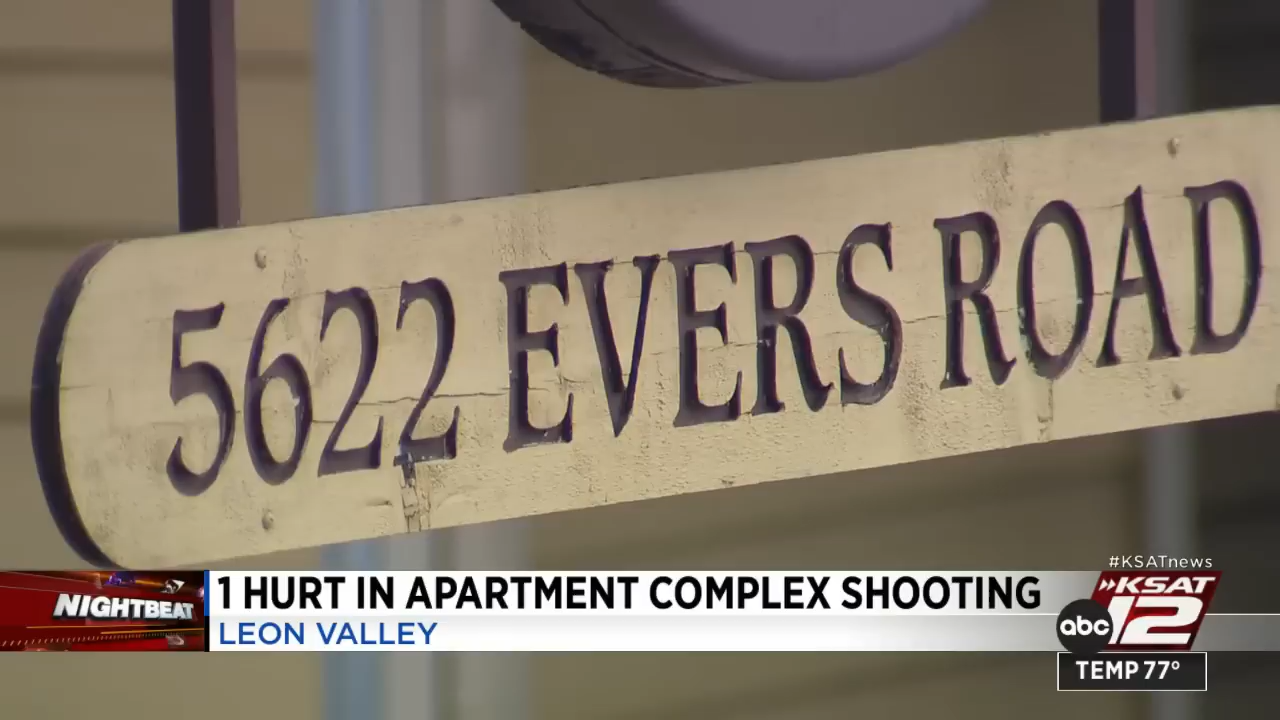 5622 EVERS ROAD
#KSATnews
NIGHTBEAT
1 HURT IN APARTMENT COMPLEX SHOOTING
LEON VALLEY
»KSAT
abc 12
TEMP 77°